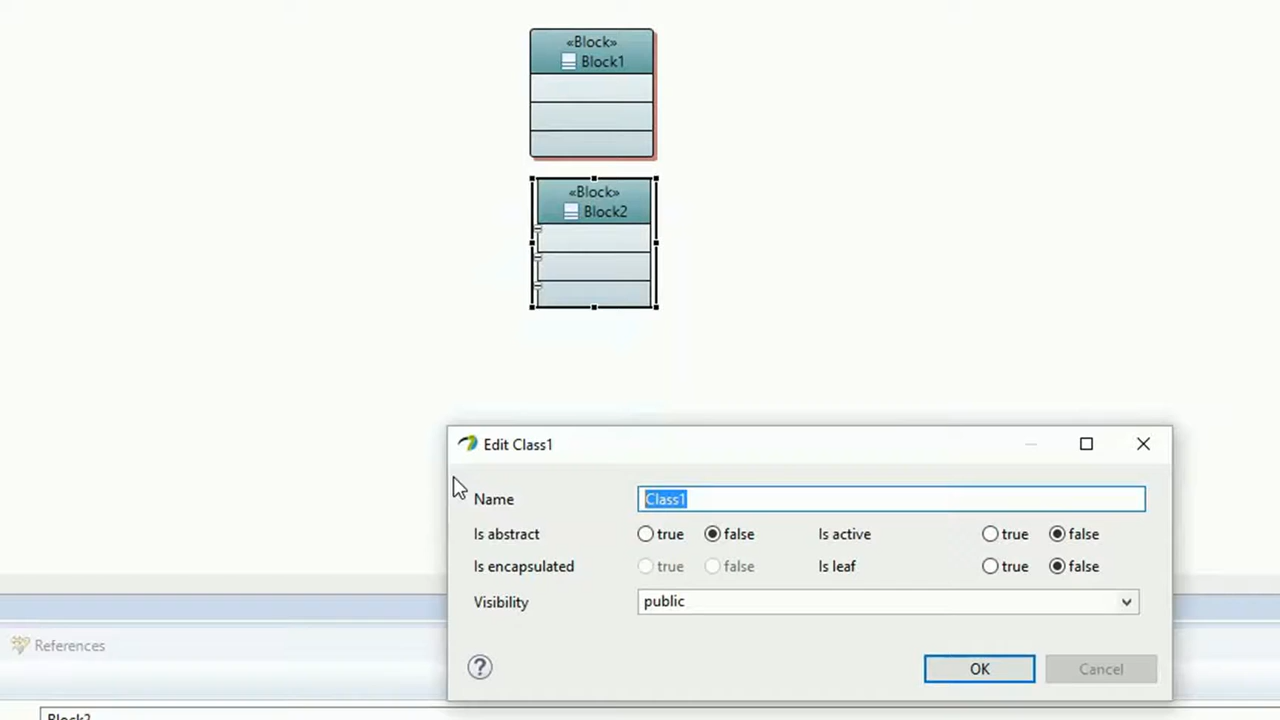 «Block»
Block1
«Block»
Block2
Edit Class1
Name Class1
Is abstract true false Is active true false
Is encapsulated true false Is leaf true false
Visibility public
References
? OK Cancel
Block2